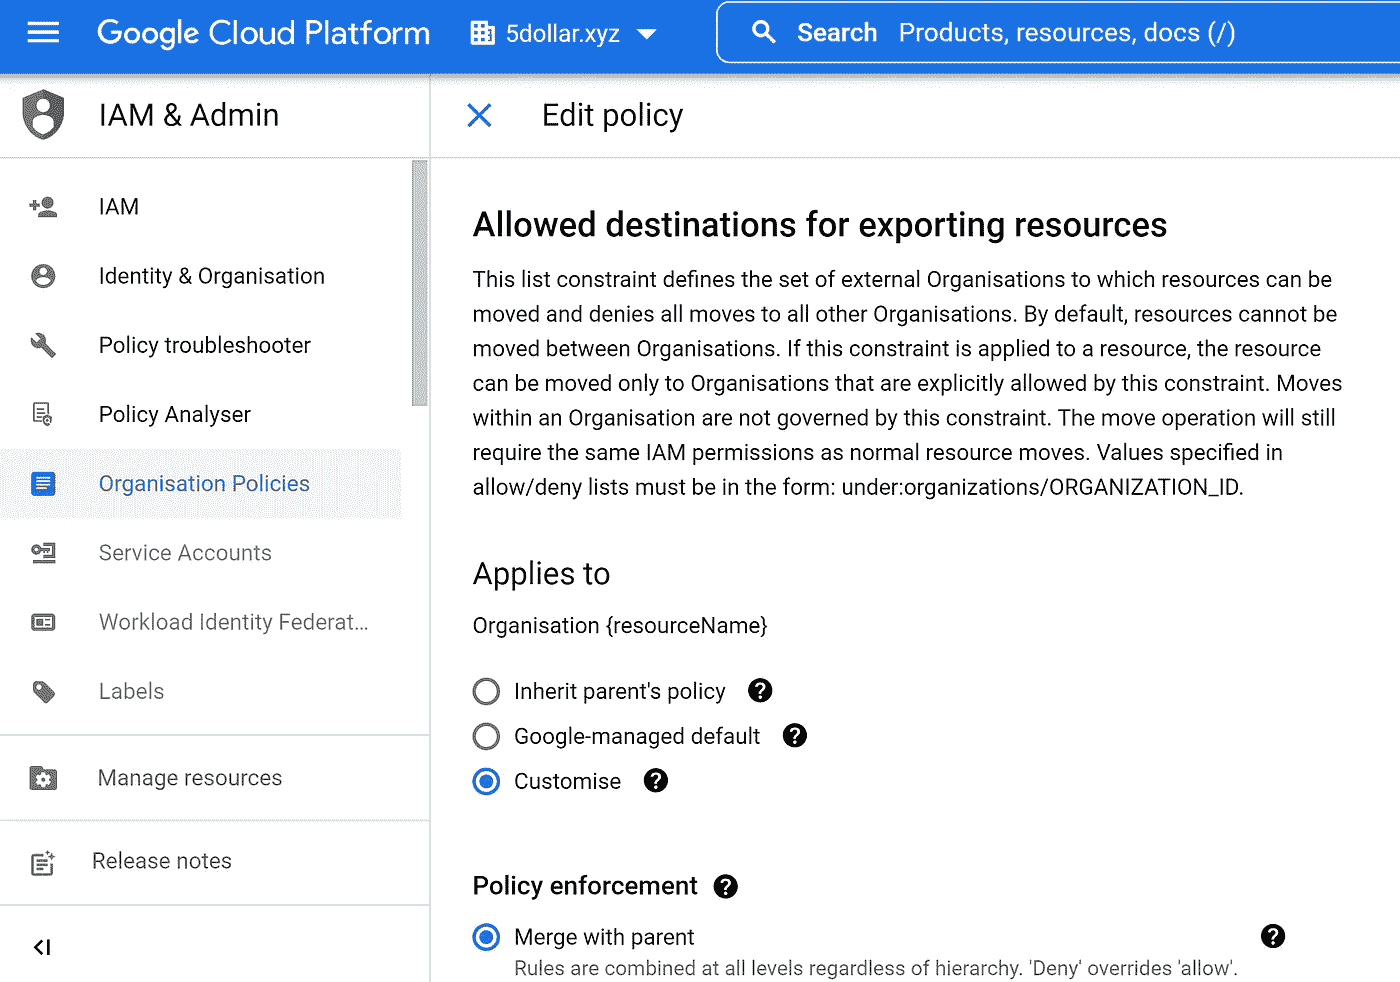 Google Cloud Platform
5dollar.xyz
Search Products, resources, docs (/)
IAM & Admin
Edit policy
IAM
Identity & Organisation
Policy troubleshooter
Policy Analyser
Organisation Policies
Service Accounts
Workload Identity Federat...
Labels
Manage resources
Release notes
Allowed destinations for exporting resources
This list constraint defines the set of external Organisations to which resources can be
moved and denies all moves to all other Organisations. By default, resources cannot be
moved between Organisations. If this constraint is applied to a resource, the resource
can be moved only to Organisations that are explicitly allowed by this constraint. Moves
within an Organisation are not governed by this constraint. The move operation will still
require the same IAM permissions as normal resource moves. Values specified in
allow/deny lists must be in the form: under:organizations/ORGANIZATION_ID.
Applies to
Organisation {resourceName}
Inherit parent's policy
Google-managed default
Customise
Policy enforcement
Merge with parent
Rules are combined at all levels regardless of hierarchy. 'Deny' overrides 'allow'.